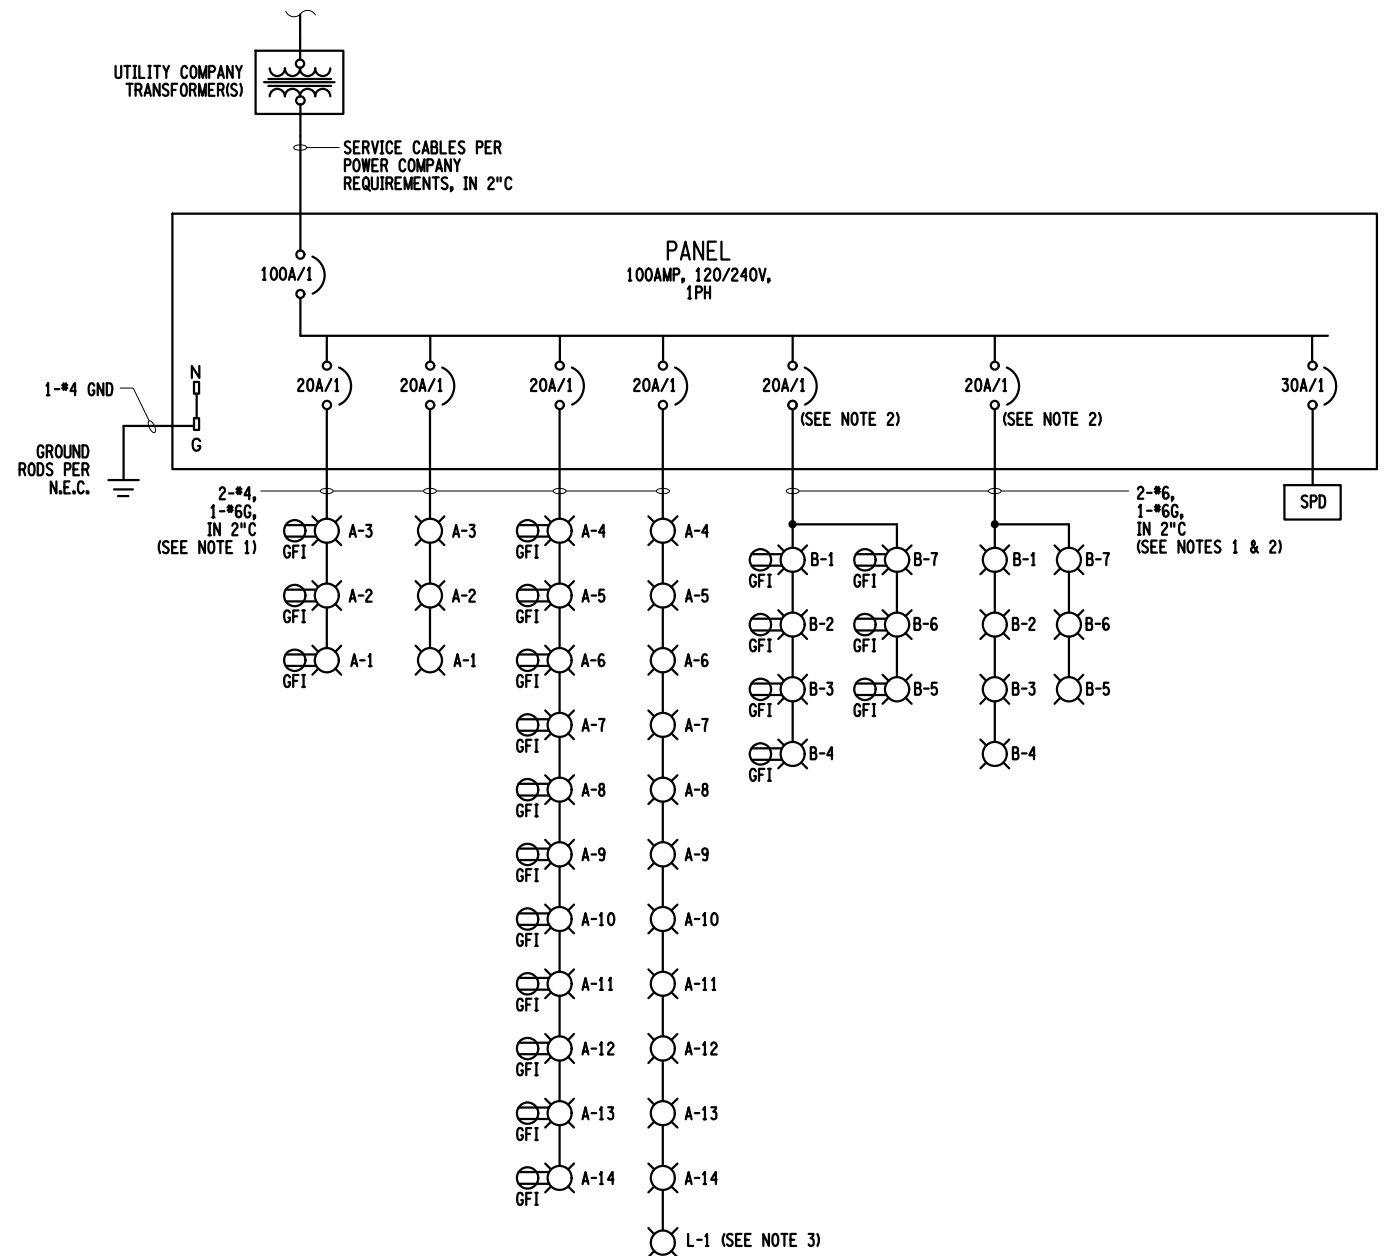 UTILITY COMPANY
TRANSFORMER(S)
SERVICE CABLES PER
POWER COMPANY
REQUIREMENTS, IN 2"C
PANEL
100AMP, 120/240V,
1PH
100A/1
N
G
1-#4 GND
GROUND
RODS PER
N.E.C.
20A/1
20A/1
20A/1
20A/1
20A/1
(SEE NOTE 2)
20A/1
(SEE NOTE 2)
30A/1
SPD
2-#4,
1-#6G,
IN 2"C
(SEE NOTE 1)
2-#6,
1-#6G,
IN 2"C
(SEE NOTES 1 & 2)
GFI A-3
GFI A-2
GFI A-1
A-3
A-2
A-1
GFI A-4
GFI A-5
GFI A-6
GFI A-7
GFI A-8
GFI A-9
GFI A-10
GFI A-11
GFI A-12
GFI A-13
GFI A-14
A-4
A-5
A-6
A-7
A-8
A-9
A-10
A-11
A-12
A-13
A-14
L-1 (SEE NOTE 3)
GFI B-1
GFI B-2
GFI B-3
GFI B-4
GFI B-7
GFI B-6
GFI B-5
B-1
B-2
B-3
B-4
B-7
B-6
B-5